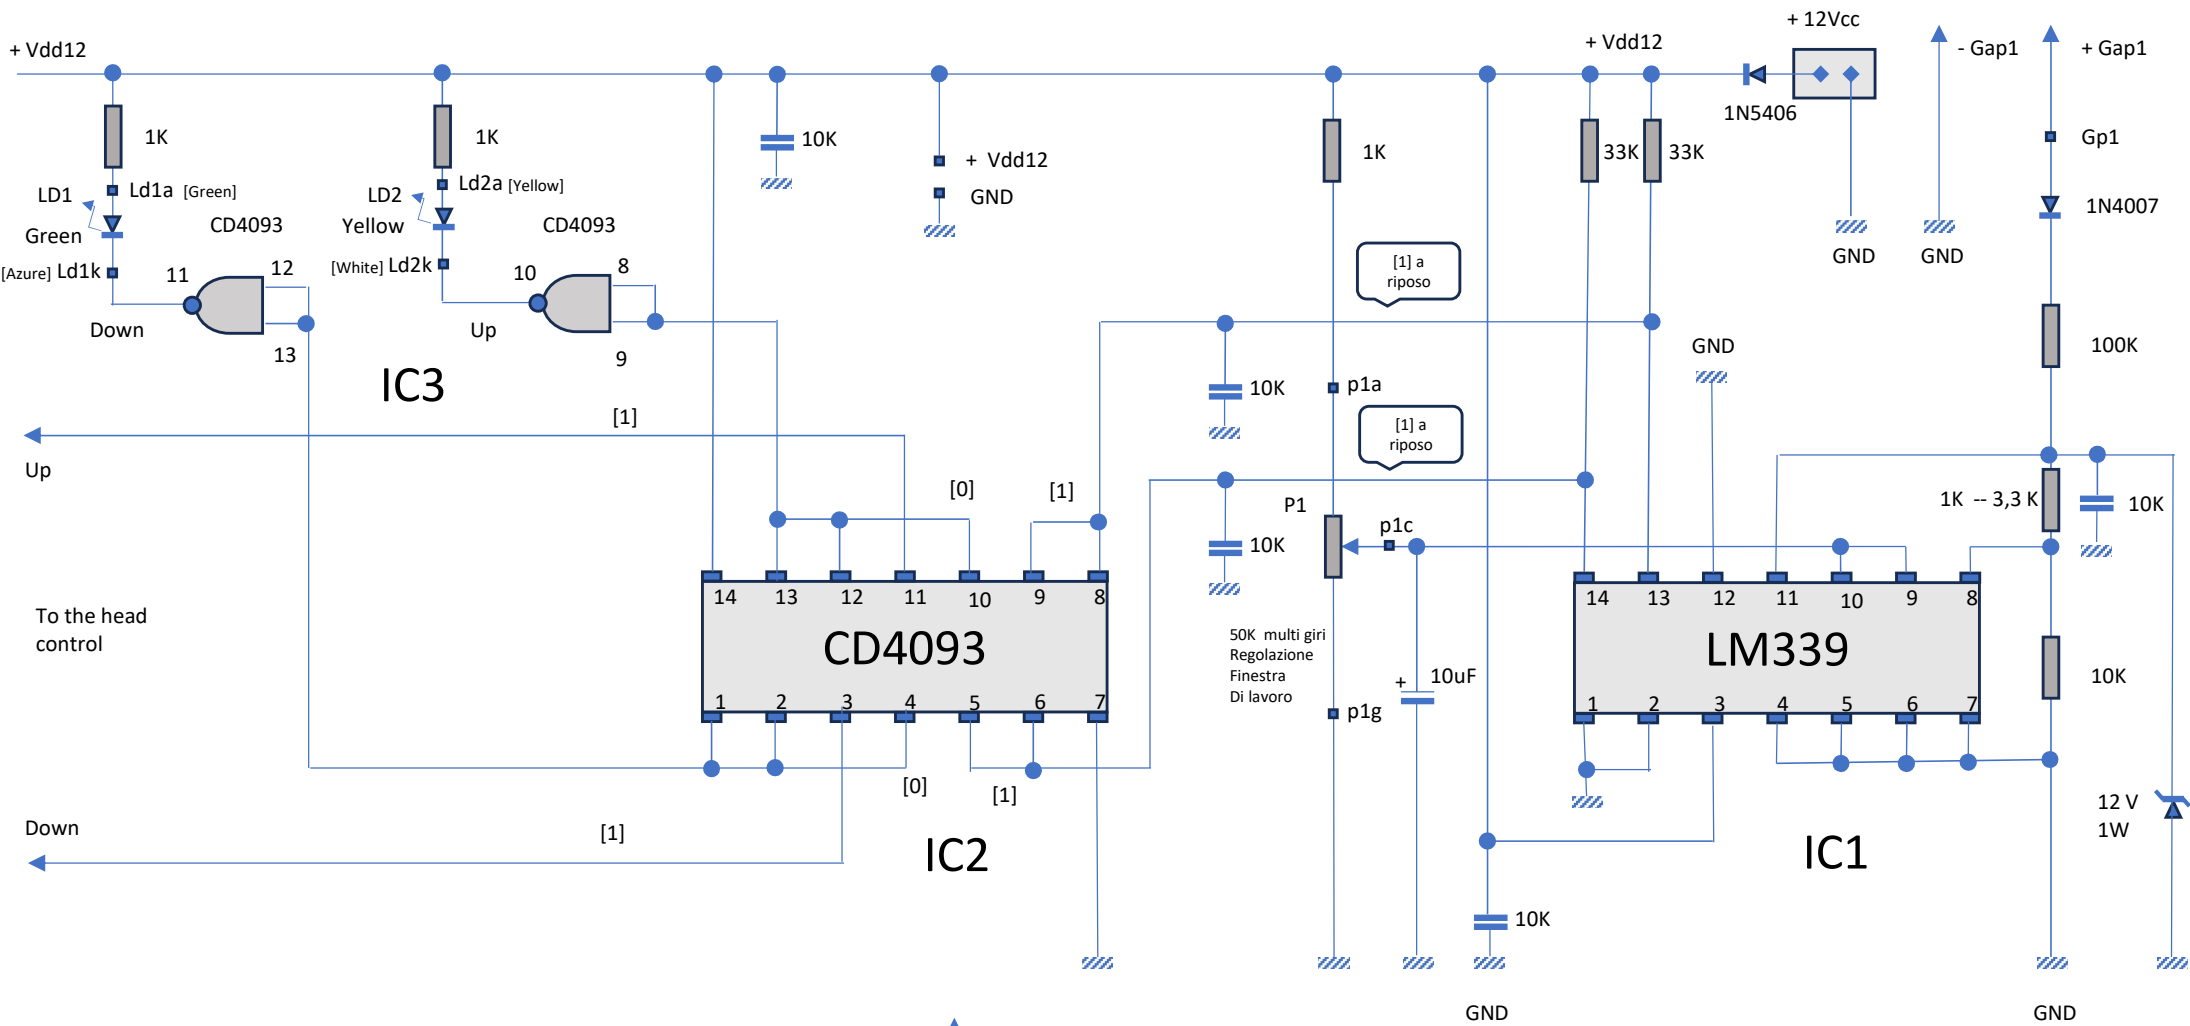 + 12Vcc
+ Vdd12
+ Vdd12
- Gap1
+ Gap1
1N5406
1K
1K
10K
+ Vdd12
GND
1K
33K
33K
Gp1
LD1
Ld1a [Green]
Green
CD4093
[Azure] Ld1k
LD2
Ld2a [Yellow]
Yellow
CD4093
[White] Ld2k
1N4007
GND
GND
11
12
13
Down
10
8
9
Up
IC3
[1] a
riposo
10K
p1a
GND
100K
[1]
Up
[1] a
riposo
[0]
[1]
P1
p1c
10K
1K -- 3,3 K
10K
To the head
control
14
13
12
11
10
9
8
CD4093
1
2
3
4
5
6
7
50K multi giri
Regolazione
Finestra
Di lavoro
+
10uF
p1g
14
13
12
11
10
9
8
LM339
1
2
3
4
5
6
7
10K
[0]
[1]
Down
[1]
IC2
IC1
12 V
1W
10K
GND
GND